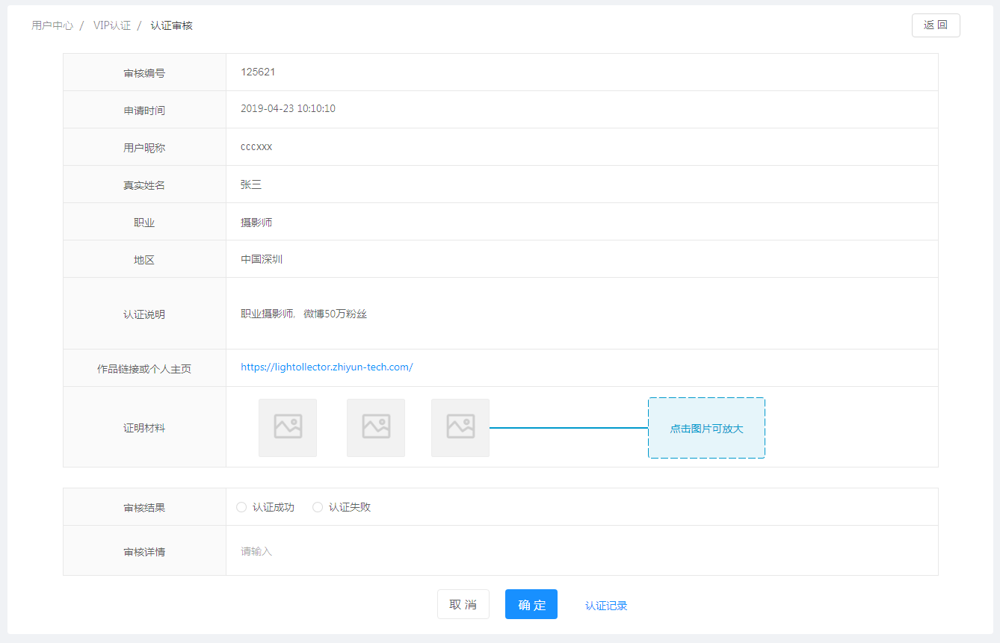 用户中心 / VIP认证 / 认证审核
返 回
审核编号 125621
申请时间 2019-04-23 10:10:10
用户昵称 cccxxx
真实姓名 张三
职业 摄影师
地区 中国深圳
认证说明 职业摄影师, 微博50万粉丝
作品链接或个人主页 https://lightollector.zhiyun-tech.com/
证明材料 点击图片可放大
审核结果 认证成功 认证失败
审核详情 请输入
取 消 确 定 认证记录